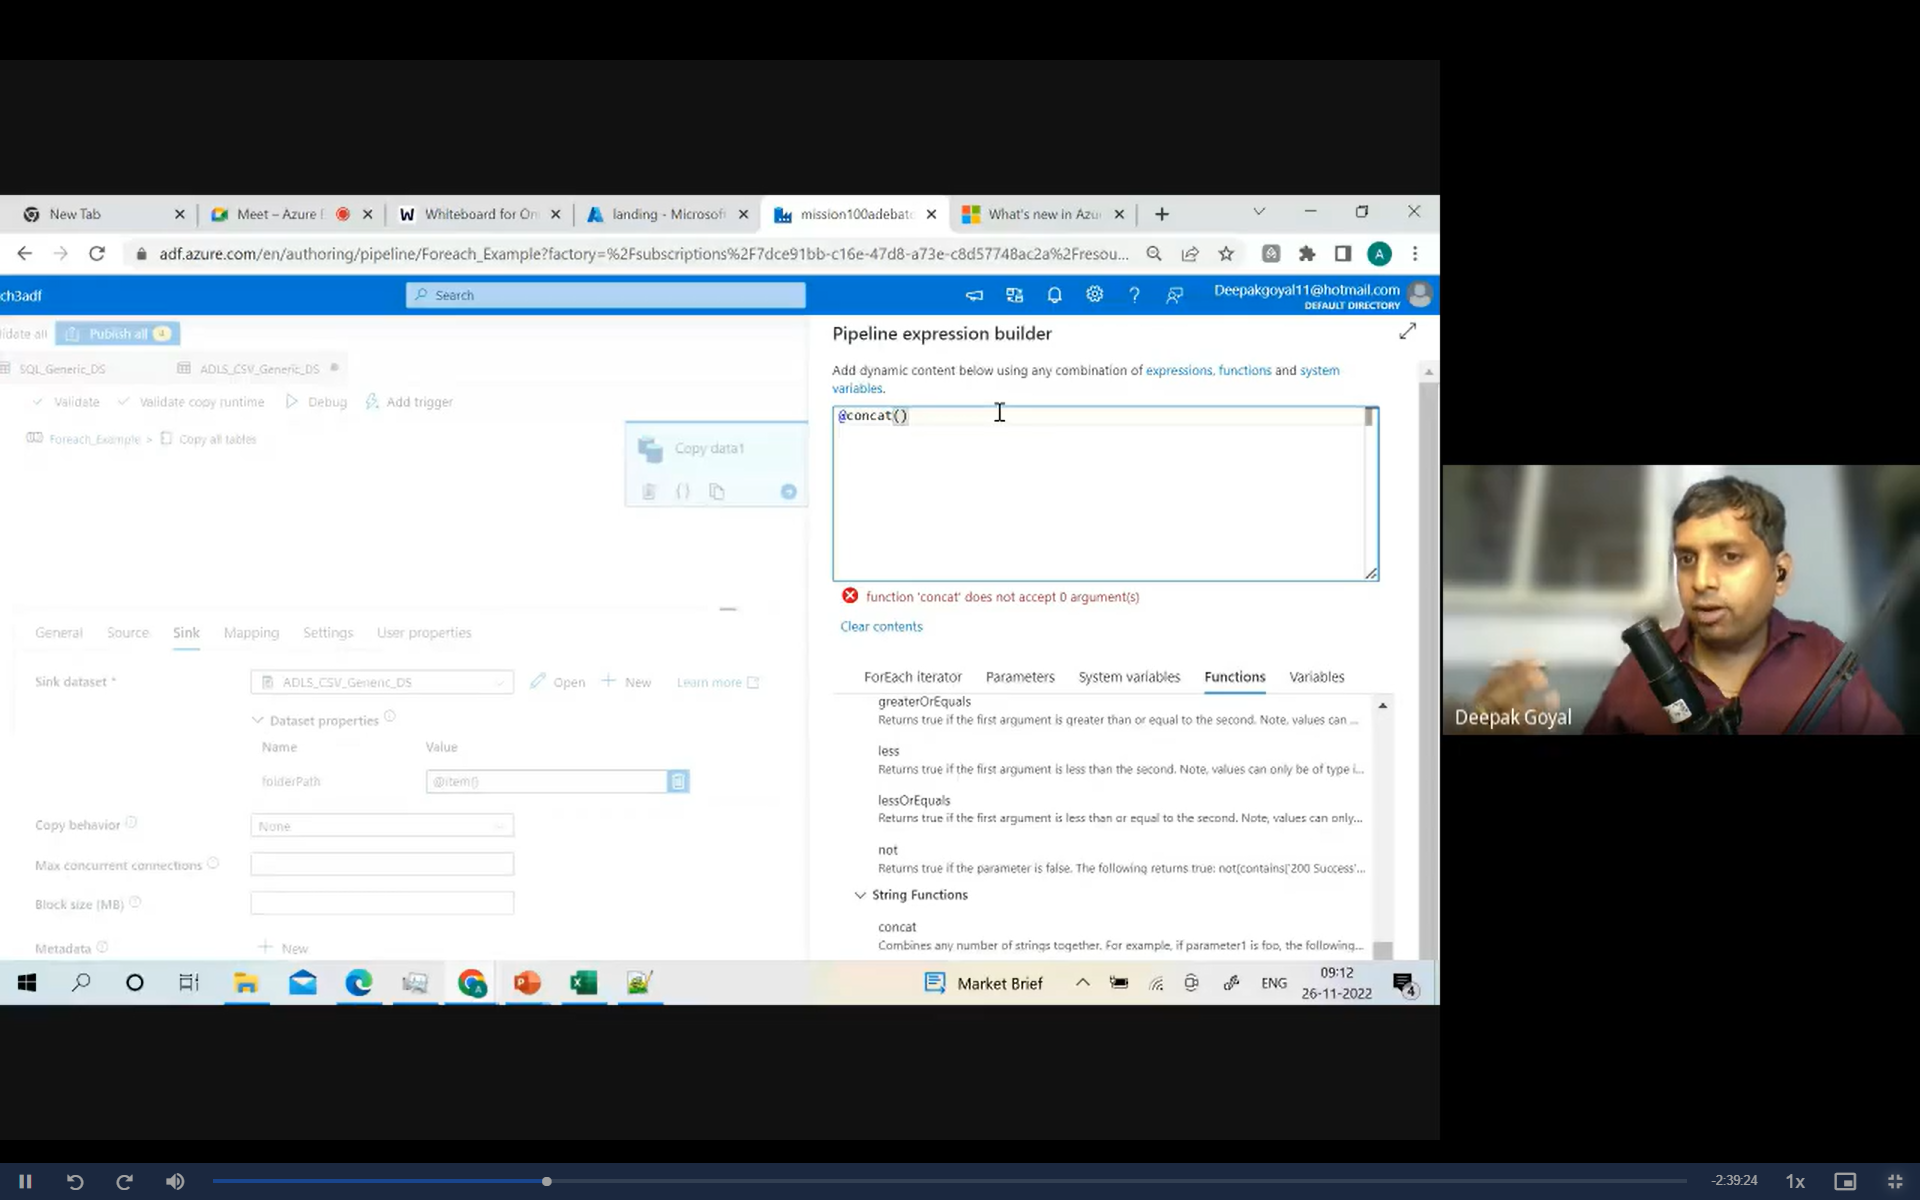 New Tab
Meet – Azure
Whiteboard for On
landing - Microsoft
mission100adebatc
What's new in Azu
adf.azure.com/en/authoring/pipeline/Foreach_Example?factory=%2Fsubscriptions%2F7dce91bb-c16e-47d8-a73e-c8d57748ac2a%2Fresou...
A
ch3adf
Search
Deepakgoyal11@hotmail.com
DEFAULT DIRECTORY
idate all
Publish all 4
SQL_Generic_DS
ADLS_CSV_Generic_DS
Validate
Validate copy runtime
Debug
Add trigger
Foreach_Example >
Copy all tables
Copy data1
General
Source
Sink
Mapping
Settings
User properties
Sink dataset *
ADLS_CSV_Generic_DS
Open
New
Learn more
Dataset properties
Name
Value
folderPath
@item()
Copy behavior
None
Max concurrent connections
Block size (MB)
Metadata
New
Pipeline expression builder
Add dynamic content below using any combination of expressions, functions and system
variables.
@concat()
function 'concat' does not accept 0 argument(s)
Clear contents
ForEach iterator
Parameters
System variables
Functions
Variables
greaterOrEquals
Returns true if the first argument is greater than or equal to the second. Note, values can ...
less
Returns true if the first argument is less than the second. Note, values can only be of type i...
lessOrEquals
Returns true if the first argument is less than or equal to the second. Note, values can only...
not
Returns true if the parameter is false. The following returns true: not(contains('200 Success'...
String Functions
concat
Combines any number of strings together. For example, if parameter1 is foo, the following...
Deepak Goyal
Market Brief
ENG
09:12
26-11-2022
4
-2:39:24
1x